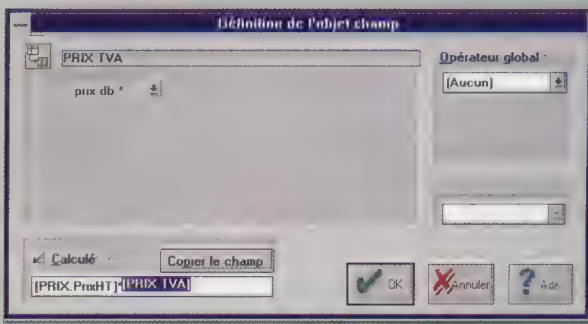 Définition de l'objet champ
PRIX TVA
prix db *
Opérateur global
(Aucun)
Calculé
Copier le champ
[PRIX.PrixHT]*[PRIX TVA]
OK
Annuler
? Aide